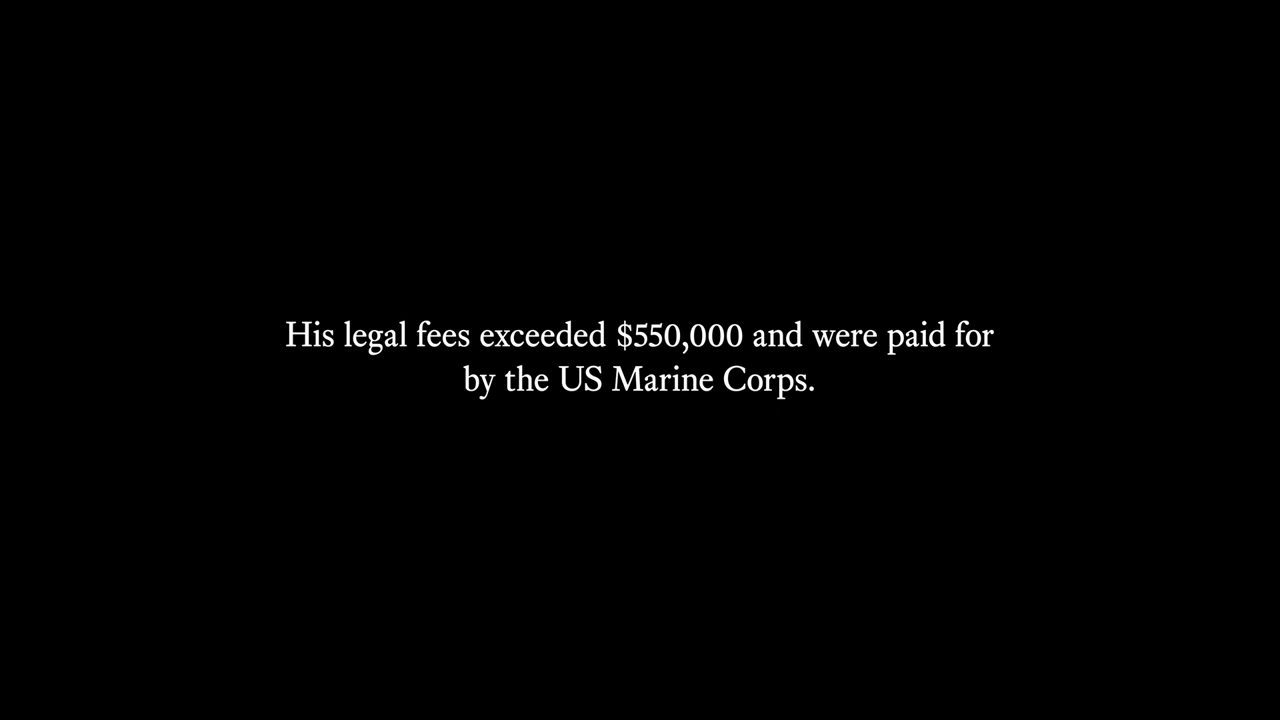 His legal fees exceeded $550,000 and were paid for
by the US Marine Corps.